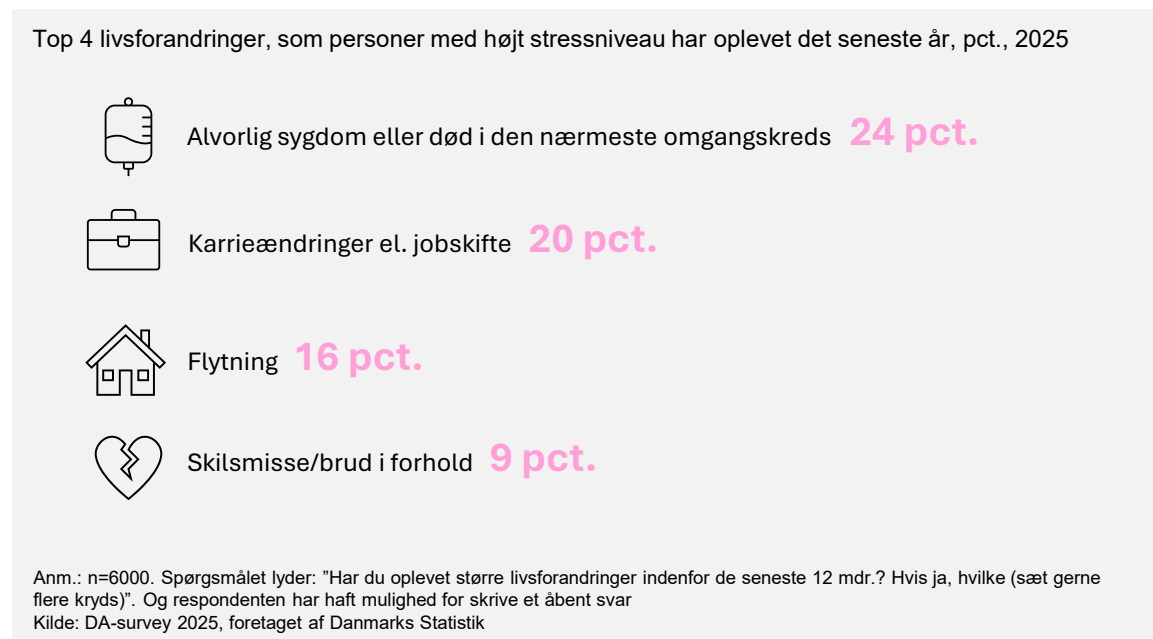 Top 4 livsforandringer, som personer med højt stressniveau har oplevet det seneste år, pct., 2025
Alvorlig sygdom eller død i den nærmeste omgangskreds 24 pct.
Karrieændringer el. jobskifte 20 pct.
Flytning 16 pct.
Skilsmisse/brud i forhold 9 pct.
Anm.: n=6000. Spørgsmålet lyder: ”Har du oplevet større livsforandringer indenfor de seneste 12 mdr.? Hvis ja, hvilke (sæt gerne
flere kryds)”. Og respondenten har haft mulighed for skrive et åbent svar
Kilde: DA-survey 2025, foretaget af Danmarks Statistik